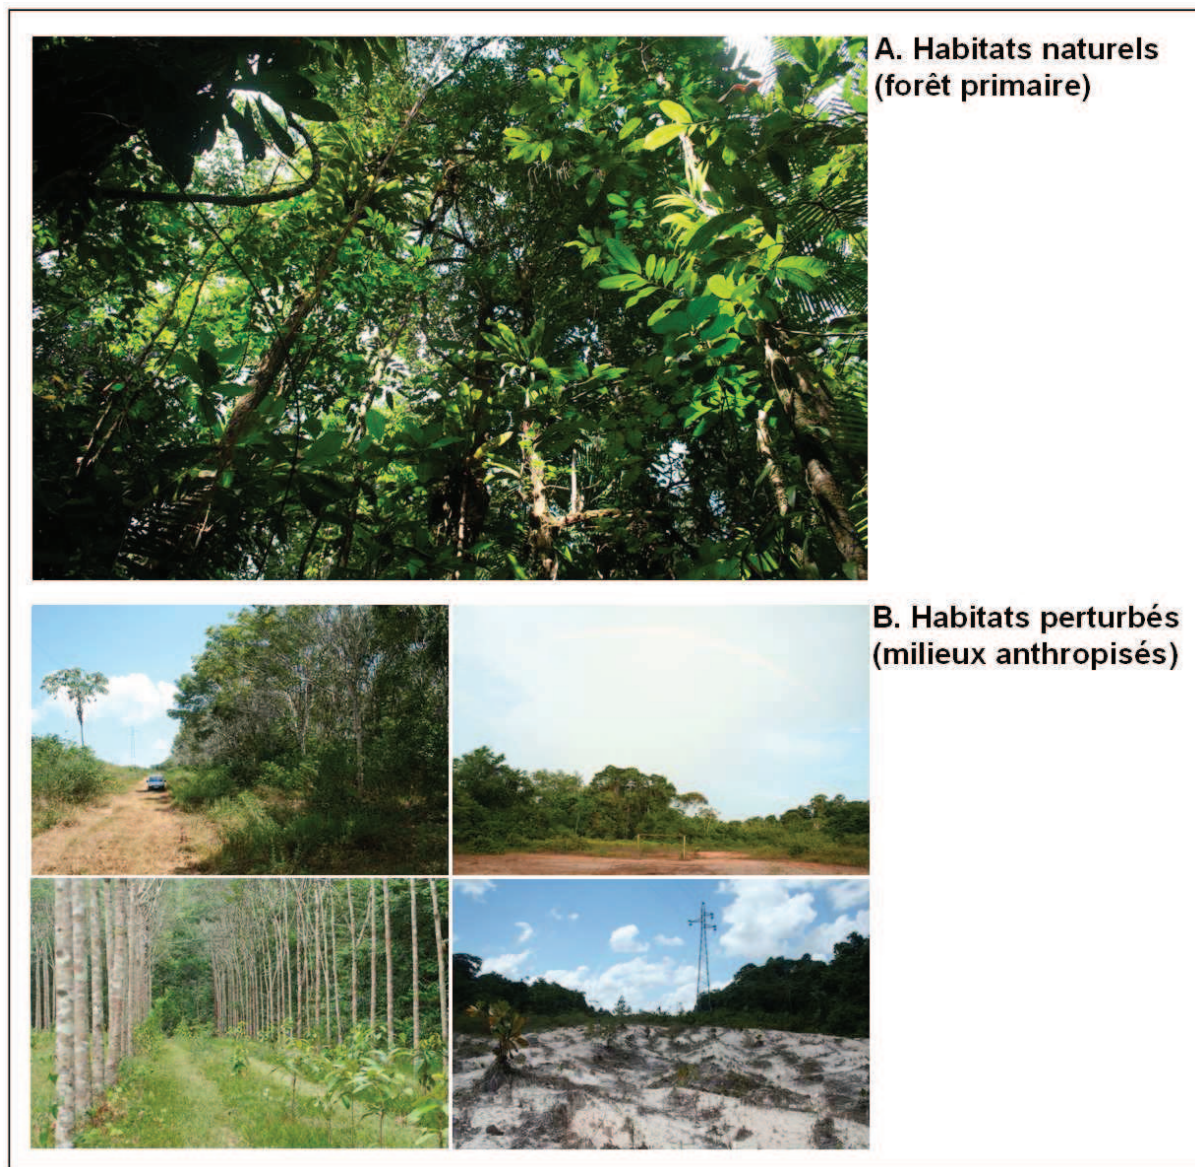 A. Habitats naturels
(forêt primaire)
B. Habitats perturbés
(milieux anthropisés)